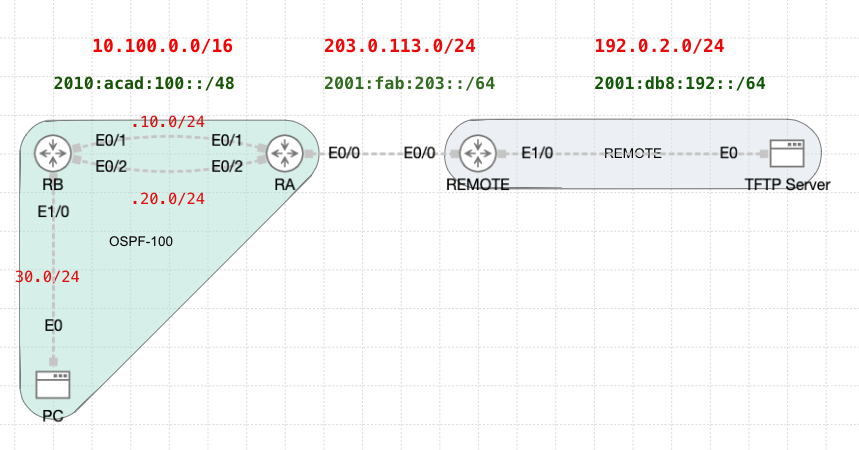 10.100.0.0/16 203.0.113.0/24 192.0.2.0/24
2010:acad:100::/48 2001:fab:203::/64 2001:db8:192::/64
.10.0/24
E0/1 E0/1
E0/0 E0/0 E1/0 REMOTE E0
E0/2 E0/2
RB RA REMOTE TFTP Server
.20.0/24
E1/0
OSPF-100
30.0/24
E0
PC